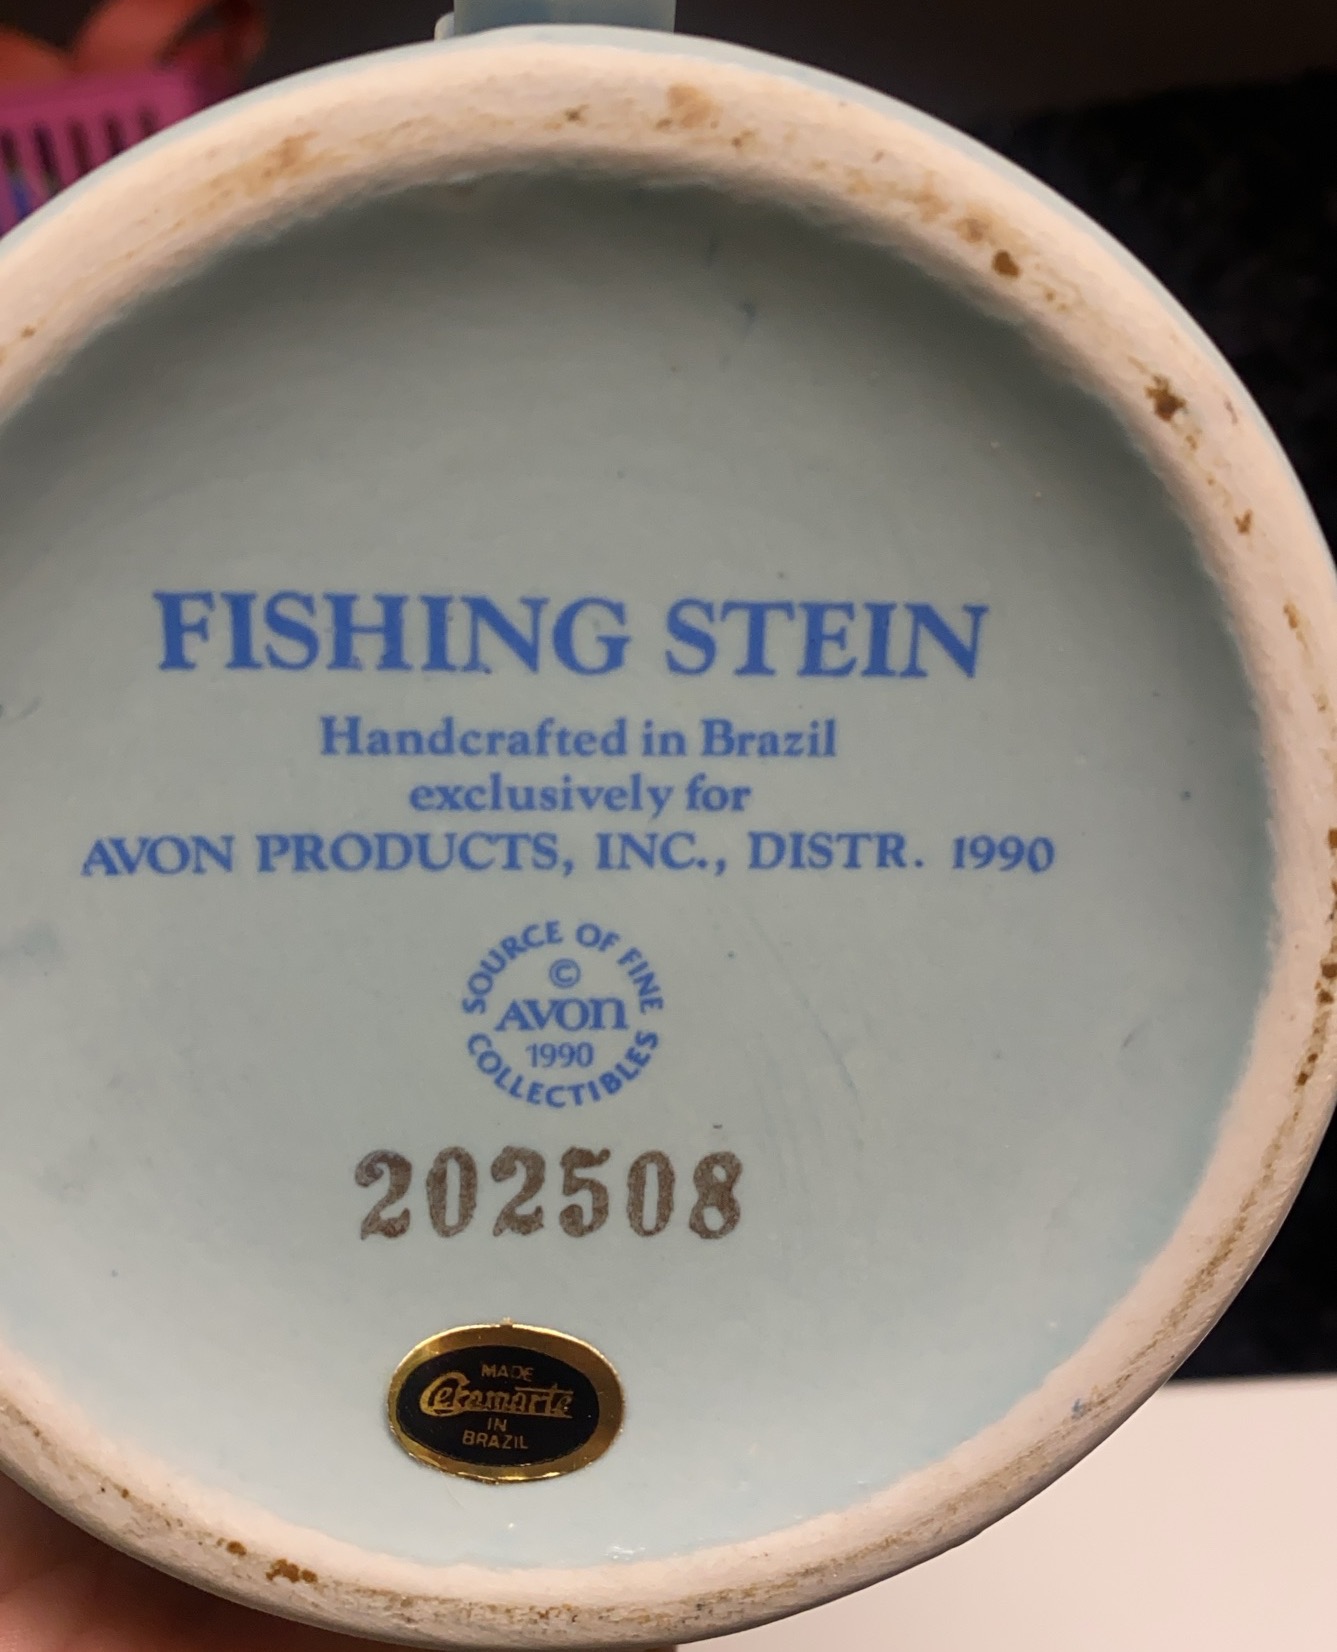 FISHING STEIN
Handcrafted in Brazil
exclusively for
AVON PRODUCTS, INC., DISTR. 1990
SOURCE OF FINE
©
AVON
1990
COLLECTIBLES
202508
MADE
Ceramarte
IN
BRAZIL